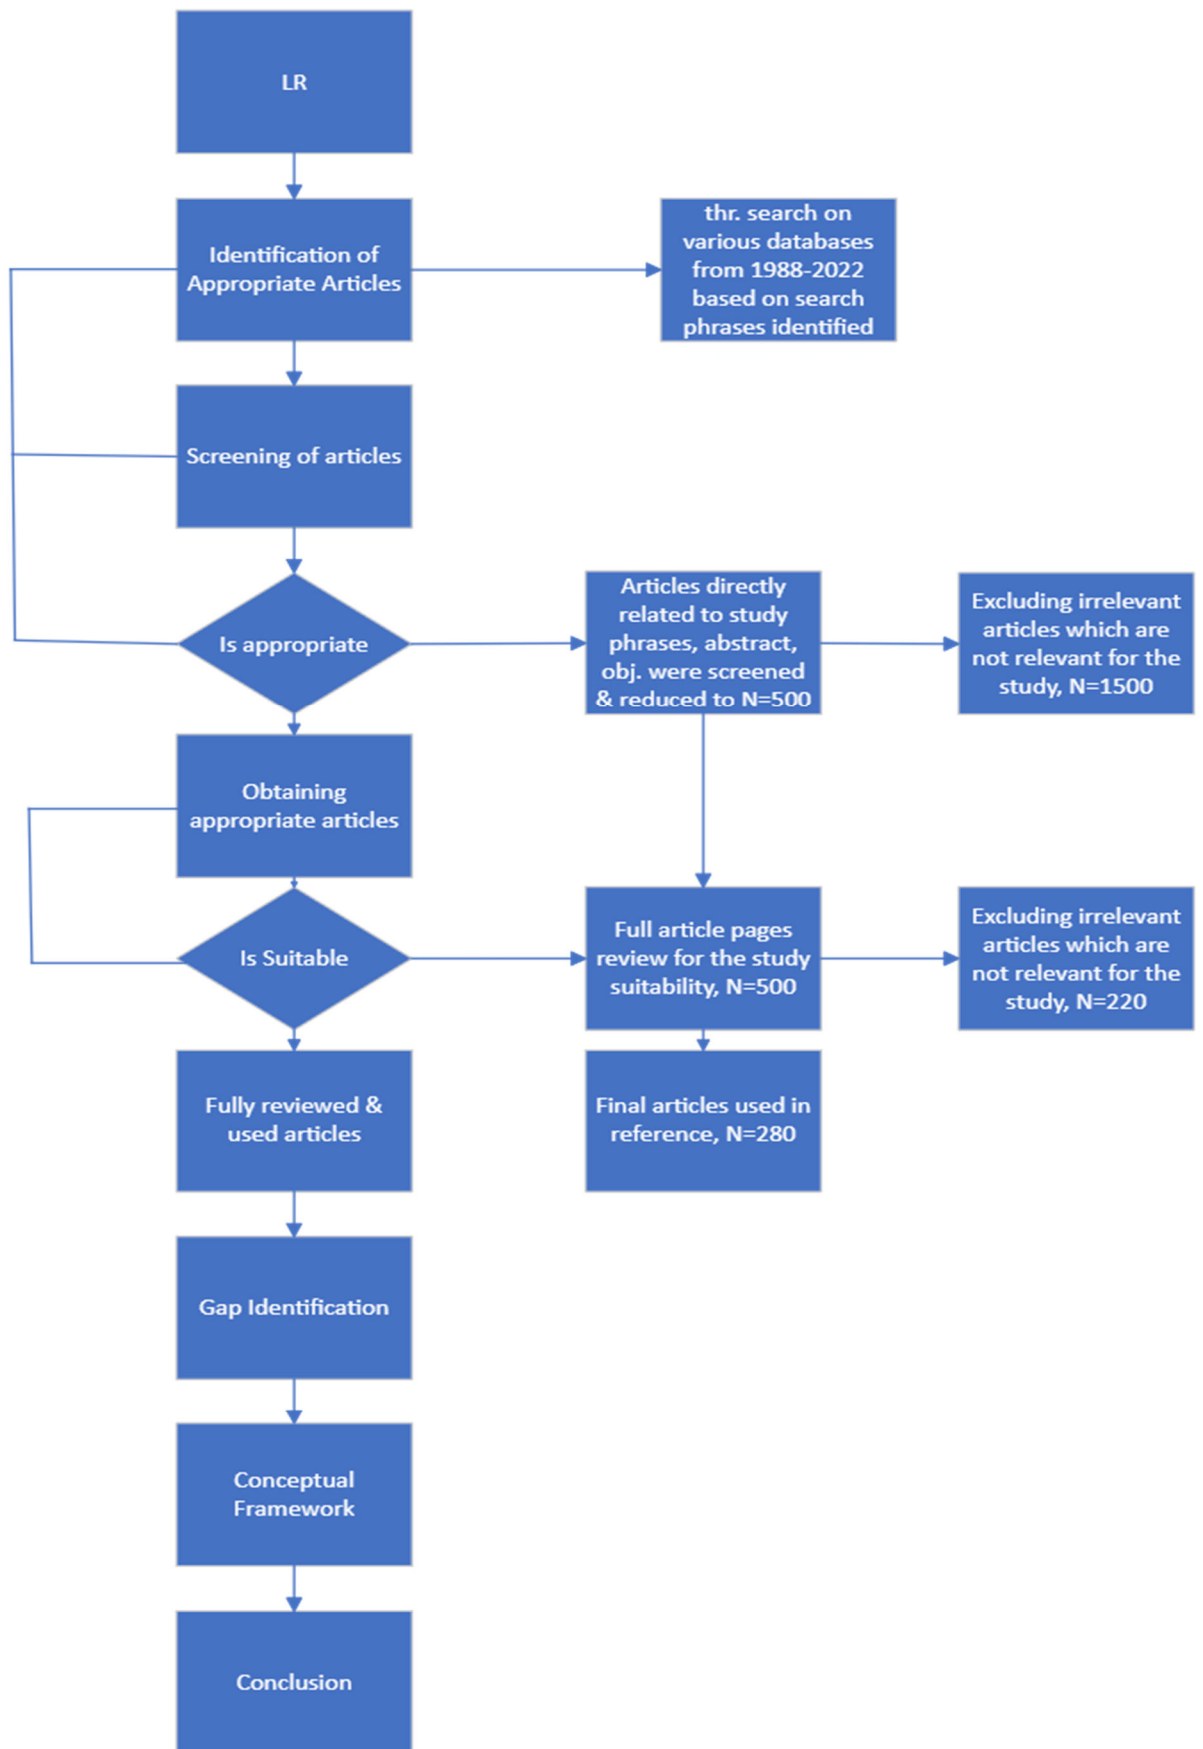 LR
Identification of
Appropriate Articles
thr. search on
various databases
from 1988-2022
based on search
phrases identified
Screening of articles
Is appropriate
Articles directly
related to study
phrases, abstract,
obj. were screened
& reduced to N=500
Excluding irrelevant
articles which are
not relevant for the
study, N=1500
Obtaining
appropriate articles
Is Suitable
Full article pages
review for the study
suitability, N=500
Excluding irrelevant
articles which are
not relevant for the
study, N=220
Fully reviewed &
used articles
Final articles used in
reference, N=280
Gap Identification
Conceptual
Framework
Conclusion